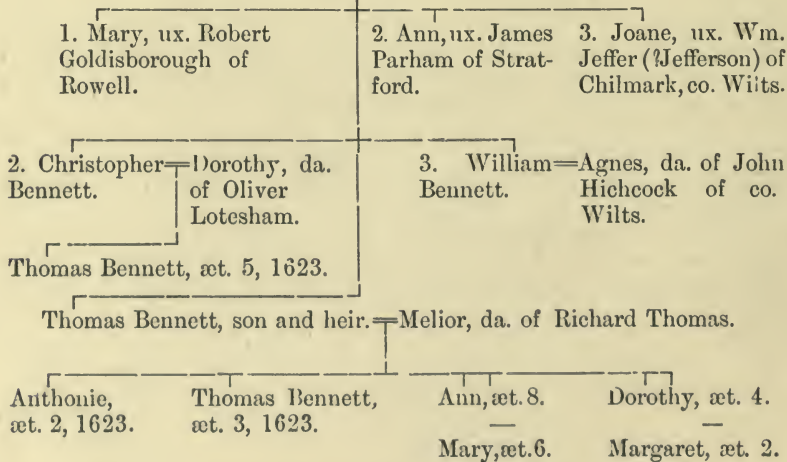 1. Mary, ux. Robert
Goldisborough of
Rowell.
2. Ann, ux. James
Parham of Strat-
ford.
3. Joane, ux. Wm.
Jeffer (?Jefferson) of
Chilmark, co. Wilts.
2. Christopher
Bennett.
Dorothy, da.
of Oliver
Lotesham.
3. William
Bennett.
Agnes, da. of John
Hichcock of co.
Wilts.
Thomas Bennett, æt. 5, 1623.
Thomas Bennett, son and heir. Melior, da. of Richard Thomas.
Anthonie,
æt. 2, 1623.
Thomas Bennett,
æt. 3, 1623.
Ann, æt. 8.
—
Mary, æt. 6.
Dorothy, æt. 4.
—
Margaret, æt. 2.